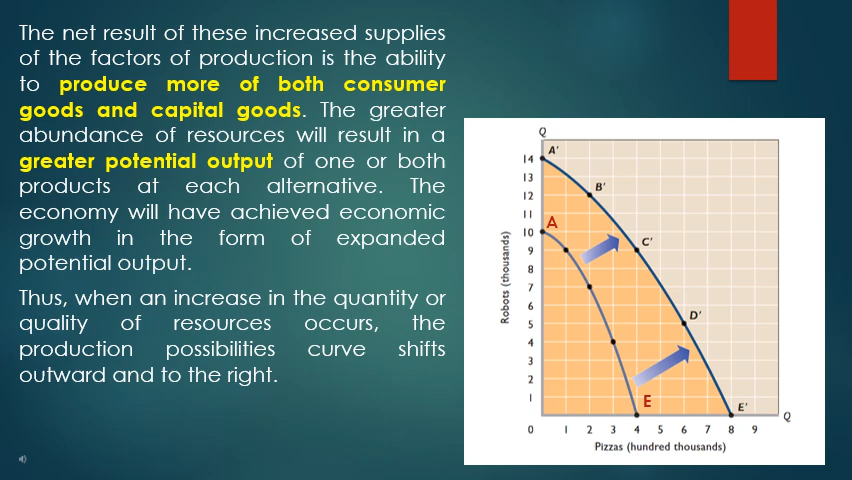 The net result of these increased supplies
of the factors of production is the ability
to produce more of both consumer
goods and capital goods. The greater
abundance of resources will result in a
greater potential output of one or both
products at each alternative. The
economy will have achieved economic
growth in the form of expanded
potential output.
Thus, when an increase in the quantity or
quality of resources occurs, the
production possibilities curve shifts
outward and to the right.
Q
14
13
12
11
10
9
8
7
6
5
4
3
2
1
Robots (thousands)
A'
B'
A
C'
D'
E
E'
Q
0 1 2 3 4 5 6 7 8 9
Pizzas (hundred thousands)